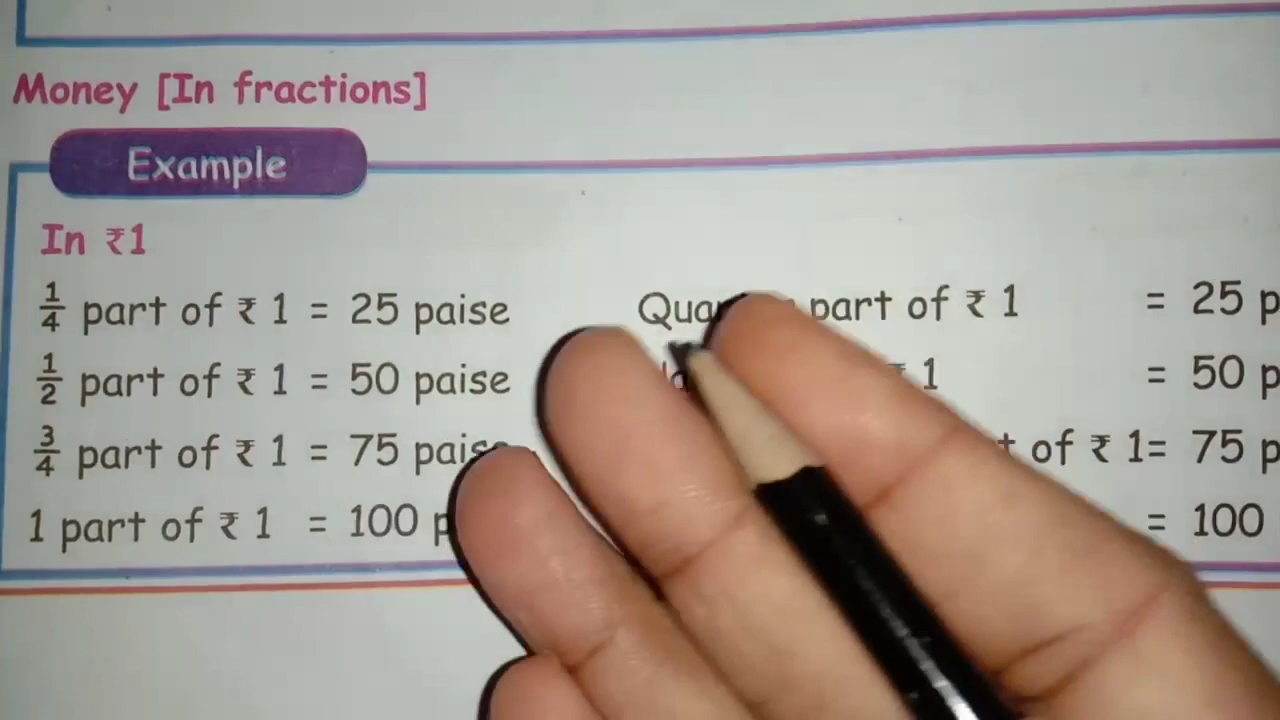 Money [In fractions]
Example
In ₹1
1/4 part of ₹ 1 = 25 paise Quar part of ₹ 1 = 25 p
1/2 part of ₹ 1 = 50 paise ₹ 1 = 50 p
3/4 part of ₹ 1 = 75 pais of ₹ 1= 75 p
1 part of ₹ 1 = 100 p = 100